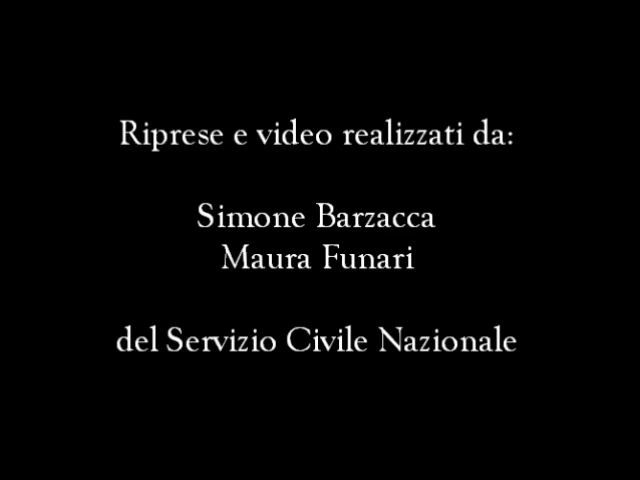 Riprese e video realizzati da:
Simone Barzacca
Maura Funari
del Servizio Civile Nazionale